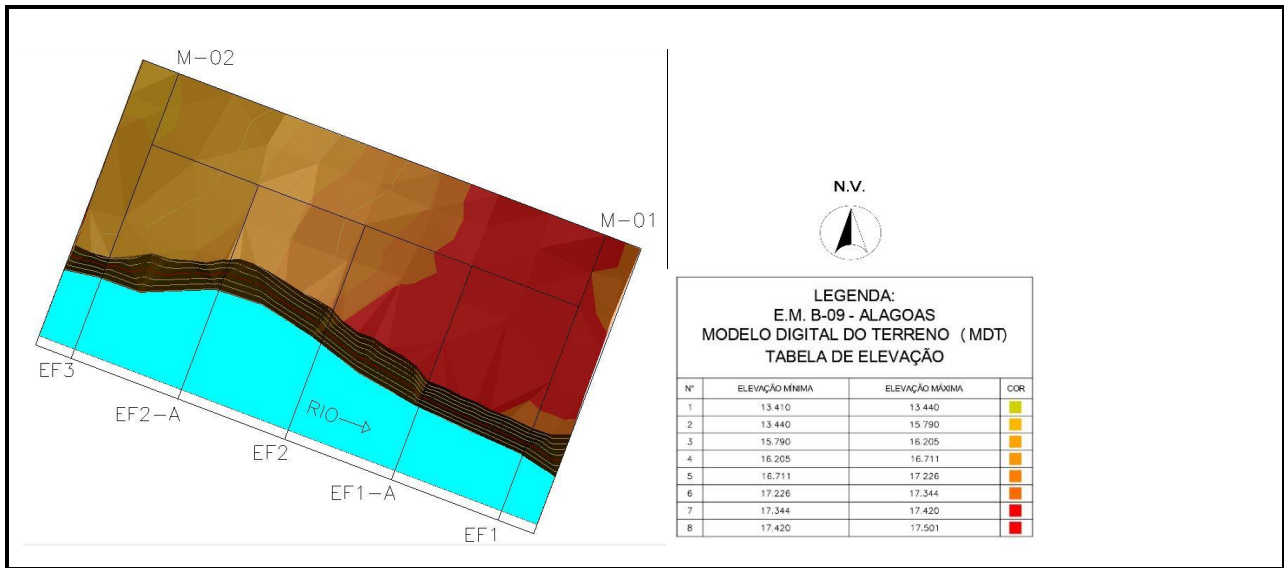 M-02
M-01
EF3
EF2-A
EF2
EF1-A
EF1
RIO
N.V.
LEGENDA:
E.M. B-09 - ALAGOAS
MODELO DIGITAL DO TERRENO ( MDT)
TABELA DE ELEVAÇÃO
N° ELEVAÇÃO MÍNIMA ELEVAÇÃO MÁXIMA COR
1 13.410 13.440
2 13.440 15.790
3 15.790 16.205
4 16.205 16.711
5 16.711 17.226
6 17.226 17.344
7 17.344 17.420
8 17.420 17.501